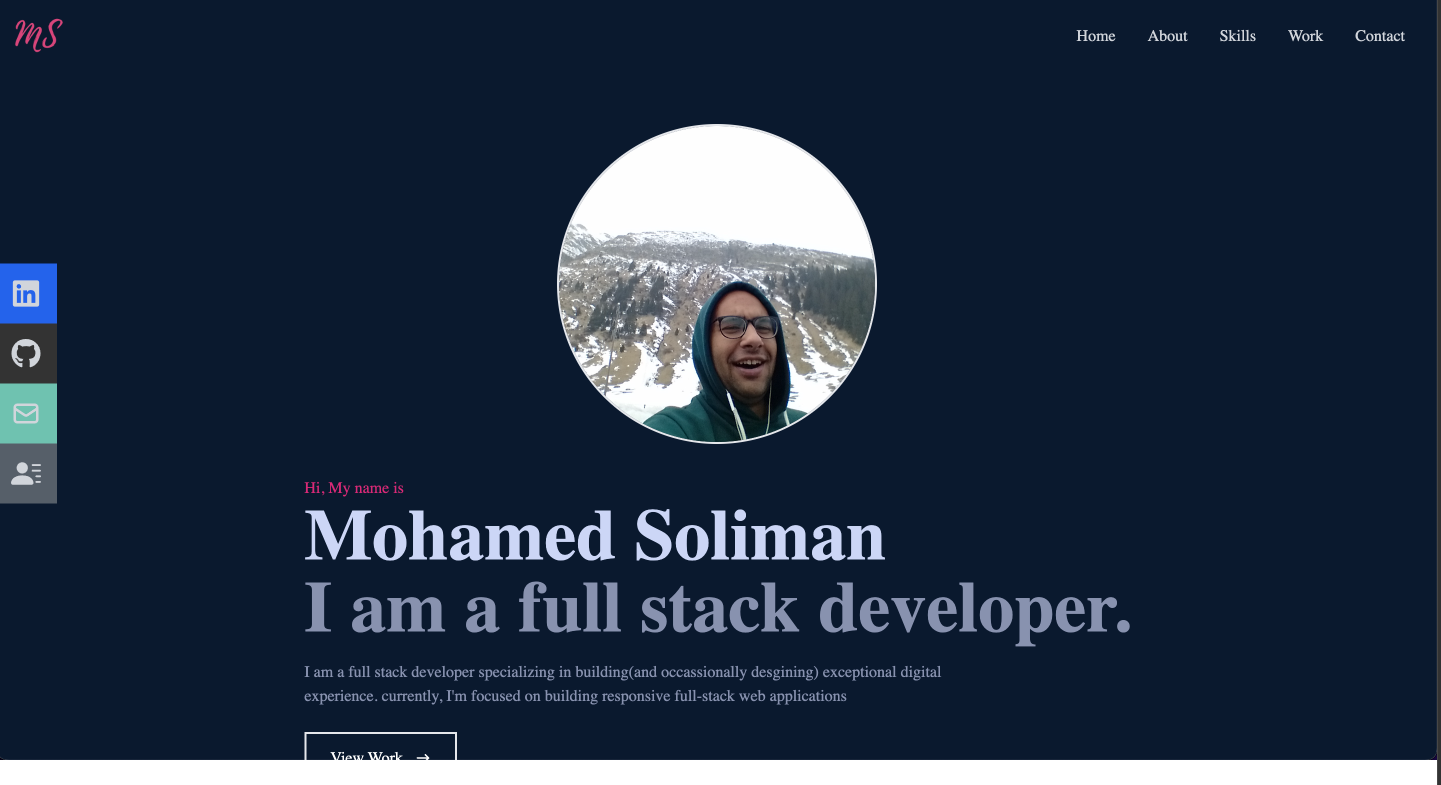 MS
Home About Skills Work Contact
in
Hi, My name is
Mohamed Soliman
I am a full stack developer.
I am a full stack developer specializing in building(and occassionally desgining) exceptional digital
experience. currently, I'm focused on building responsive full-stack web applications
View Work →